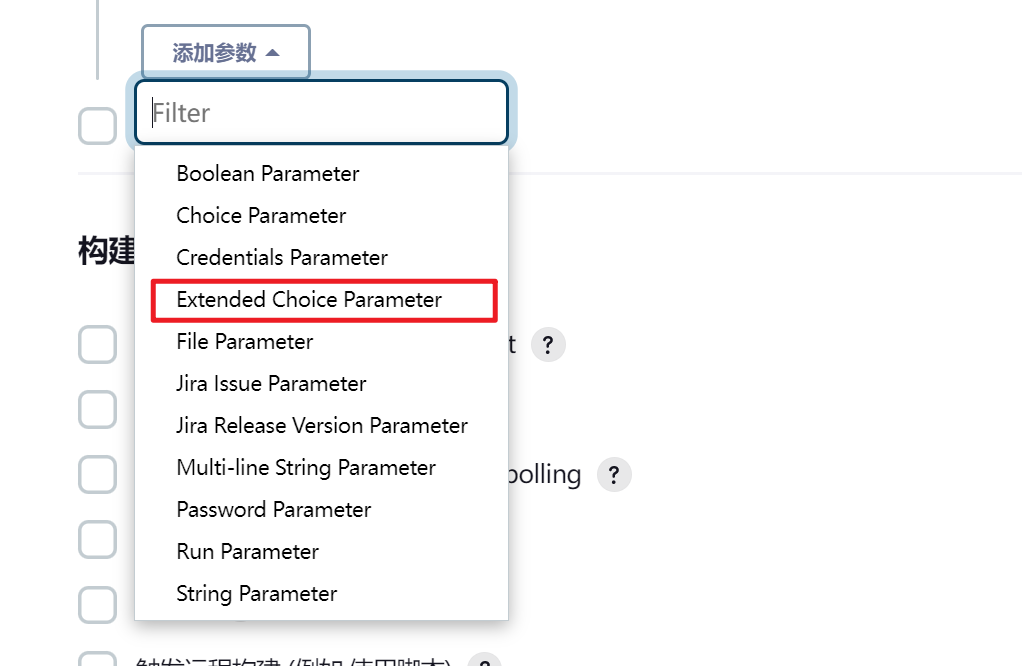 添加参数
Filter
Boolean Parameter
Choice Parameter
Credentials Parameter
构建
Extended Choice Parameter
File Parameter
t ?
Jira Issue Parameter
Jira Release Version Parameter
Multi-line String Parameter
polling ?
Password Parameter
Run Parameter
String Parameter
触发远程构建 (例如,使用脚本) ?